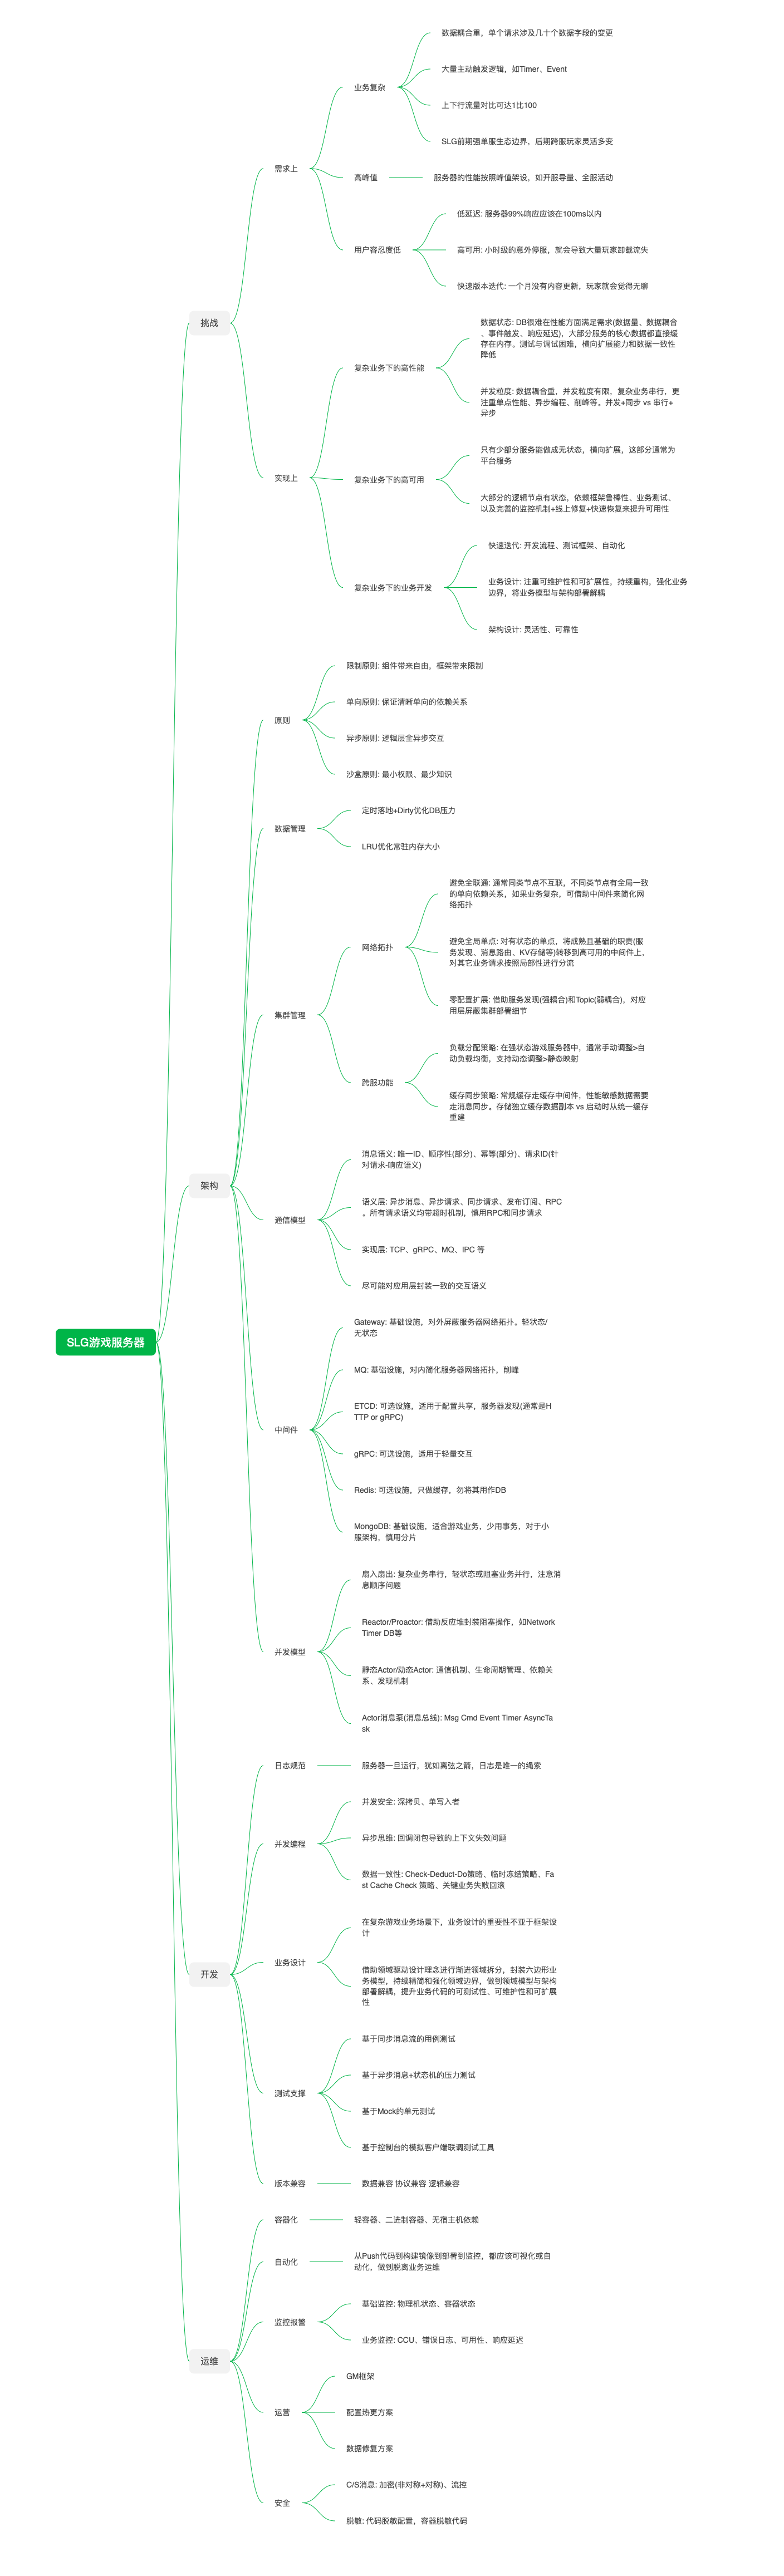 SLG游戏服务器
挑战
需求上
业务复杂
数据耦合重，单个请求涉及几十个数据字段的变更
大量主动触发逻辑，如Timer、Event
上下行流量对比可达1比100
SLG前期强单服生态边界，后期跨服玩家灵活多变
高峰值
服务器的性能按照峰值架设，如开服导量、全服活动
用户容忍度低
低延迟: 服务器99%响应应该在100ms以内
高可用: 小时级的意外停服，就会导致大量玩家卸载流失
快速版本迭代: 一个月没有内容更新，玩家就会觉得无聊
实现上
复杂业务下的高性能
数据状态: DB很难在性能方面满足需求(数据量、数据耦合
、事件触发、响应延迟)，大部分服务的核心数据都直接缓
存在内存。测试与调试困难，横向扩展能力和数据一致性
降低
并发粒度: 数据耦合重，并发粒度有限，复杂业务串行，更
注重单点性能、异步编程、削峰等。并发+同步 vs 串行+
异步
复杂业务下的高可用
只有少部分服务能做成无状态，横向扩展，这部分通常为
平台服务
大部分的逻辑节点有状态，依赖框架鲁棒性、业务测试、
以及完善的监控机制+线上修复+快速恢复来提升可用性
复杂业务下的业务开发
快速迭代: 开发流程、测试框架、自动化
业务设计: 注重可维护性和可扩展性，持续重构，强化业务
边界，将业务模型与架构部署解耦
架构设计: 灵活性、可靠性
架构
原则
限制原则: 组件带来自由，框架带来限制
单向原则: 保证清晰单向的依赖关系
异步原则: 逻辑层全异步交互
沙盒原则: 最小权限、最少知识
数据管理
定时落地+Dirty优化DB压力
LRU优化常驻内存大小
集群管理
网络拓扑
避免全联通: 通常同类节点不互联，不同类节点有全局一致
的单向依赖关系，如果业务复杂，可借助中间件来简化网
络拓扑
避免全局单点: 对有状态的单点，将成熟且基础的职责(服
务发现、消息路由、KV存储等)转移到高可用的中间件上，
对其它业务请求按照局部性进行分流
零配置扩展: 借助服务发现(强耦合)和Topic(弱耦合)，对应
用层屏蔽集群部署细节
跨服功能
负载分配策略: 在强状态游戏服务器中，通常手动调整>自
动负载均衡，支持动态调整>静态映射
缓存同步策略: 常规缓存走缓存中间件，性能敏感数据需要
走消息同步。存储独立缓存数据副本 vs 启动时从统一缓存
重建
通信模型
消息语义: 唯一ID、顺序性(部分)、幂等(部分)、请求ID(针
对请求-响应语义)
语义层: 异步消息、异步请求、同步请求、发布订阅、RPC
。所有请求语义均带超时机制，慎用RPC和同步请求
实现层: TCP、gRPC、MQ、IPC 等
尽可能对应用层封装一致的交互语义
中间件
Gateway: 基础设施，对外屏蔽服务器网络拓扑。轻状态/
无状态
MQ: 基础设施，对内简化服务器网络拓扑，削峰
ETCD: 可选设施，适用于配置共享，服务器发现(通常是H
TTP or gRPC)
gRPC: 可选设施，适用于轻量交互
Redis: 可选设施，只做缓存，勿将其用作DB
MongoDB: 基础设施，适合游戏业务，少用事务，对于小
服架构，慎用分片
并发模型
扇入扇出: 复杂业务串行，轻状态或阻塞业务并行，注意消
息顺序问题
Reactor/Proactor: 借助反应堆封装阻塞操作，如Network
Timer DB等
静态Actor/动态Actor: 通信机制、生命周期管理、依赖关
系、发现机制
Actor消息泵(消息总线): Msg Cmd Event Timer AsyncTa
sk
开发
日志规范
服务器一旦运行，犹如离弦之箭，日志是唯一的绳索
并发编程
并发安全: 深拷贝、单写入者
异步思维: 回调闭包导致的上下文失效问题
数据一致性: Check-Deduct-Do策略、临时冻结策略、Fa
st Cache Check 策略、关键业务失败回滚
业务设计
在复杂游戏业务场景下，业务设计的重要性不亚于框架设
计
借助领域驱动设计理念进行渐进领域拆分，封装六边形业
务模型，持续精简和强化领域边界，做到领域模型与架构
部署解耦，提升业务代码的可测试性、可维护性和可扩展
性
测试支撑
基于同步消息流的用例测试
基于异步消息+状态机的压力测试
基于Mock的单元测试
基于控制台的模拟客户端联调测试工具
版本兼容
数据兼容 协议兼容 逻辑兼容
运维
容器化
轻容器、二进制容器、无宿主机依赖
自动化
从Push代码到构建镜像到部署到监控，都应该可视化或自
动化，做到脱离业务运维
监控报警
基础监控: 物理机状态、容器状态
业务监控: CCU、错误日志、可用性、响应延迟
运营
GM框架
配置热更方案
数据修复方案
安全
C/S消息: 加密(非对称+对称)、流控
脱敏: 代码脱敏配置，容器脱敏代码